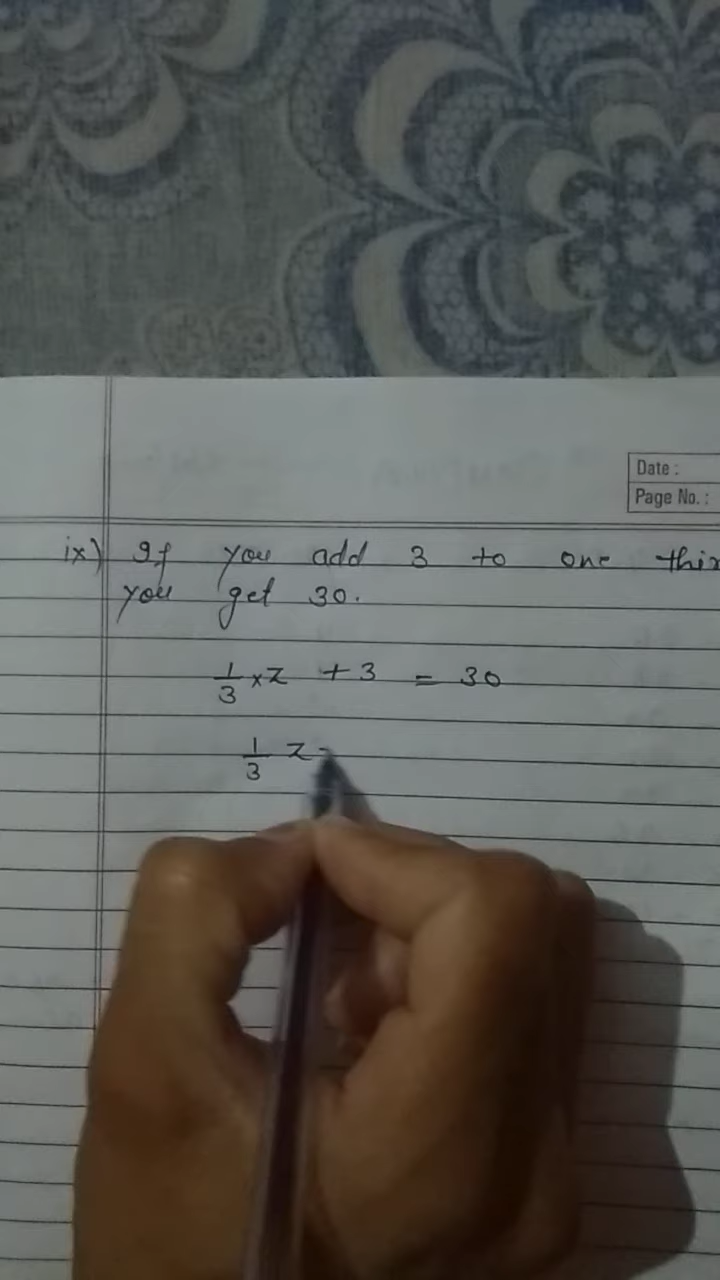 Date :
Page No. :
ix) If you add 3 to one
you get 30.
1/3 × z + 3 = 30
1/3 z